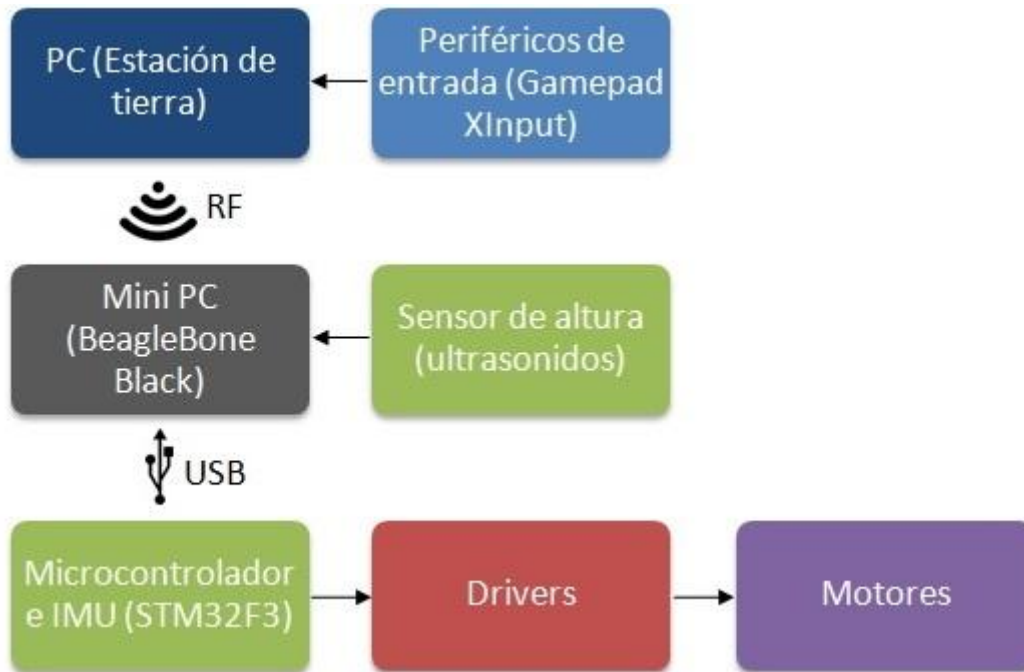 PC (Estación de
tierra)
Periféricos de
entrada (Gamepad
XInput)
RF
Mini PC
(BeagleBone
Black)
Sensor de altura
(ultrasonidos)
USB
Microcontrolador
e IMU (STM32F3)
Drivers
Motores